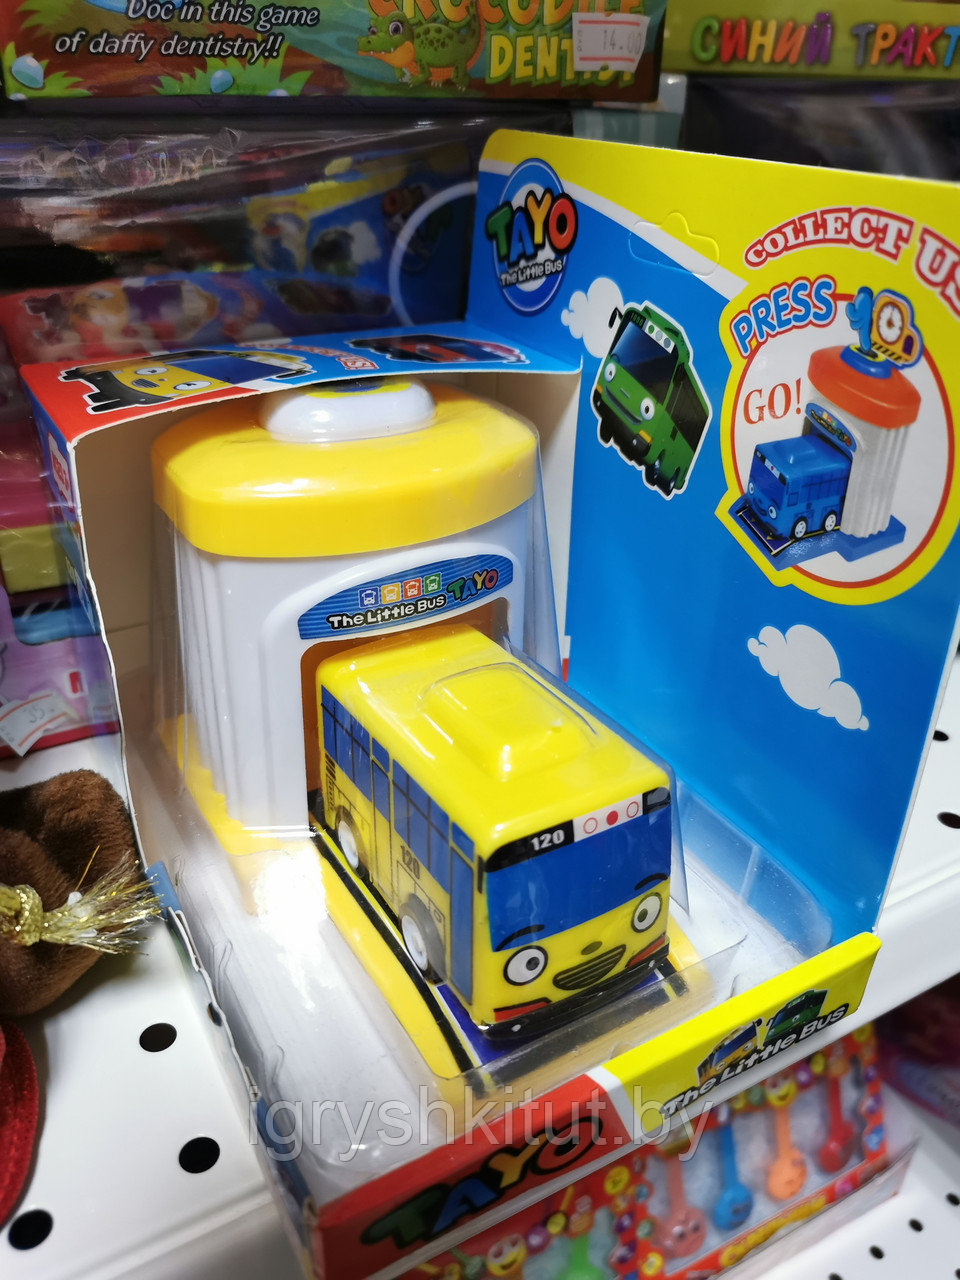 Doc in this game
of daffy dentistry!!
CROCODILE
DENTIST
14.00
СИНИЙ ТРАКТ
TAYO
The Little Bus
COLLECT US
PRESS
GO!
The Little Bus TAYO
120
120
35
The Little Bus
TAYO
igryshkitut.by